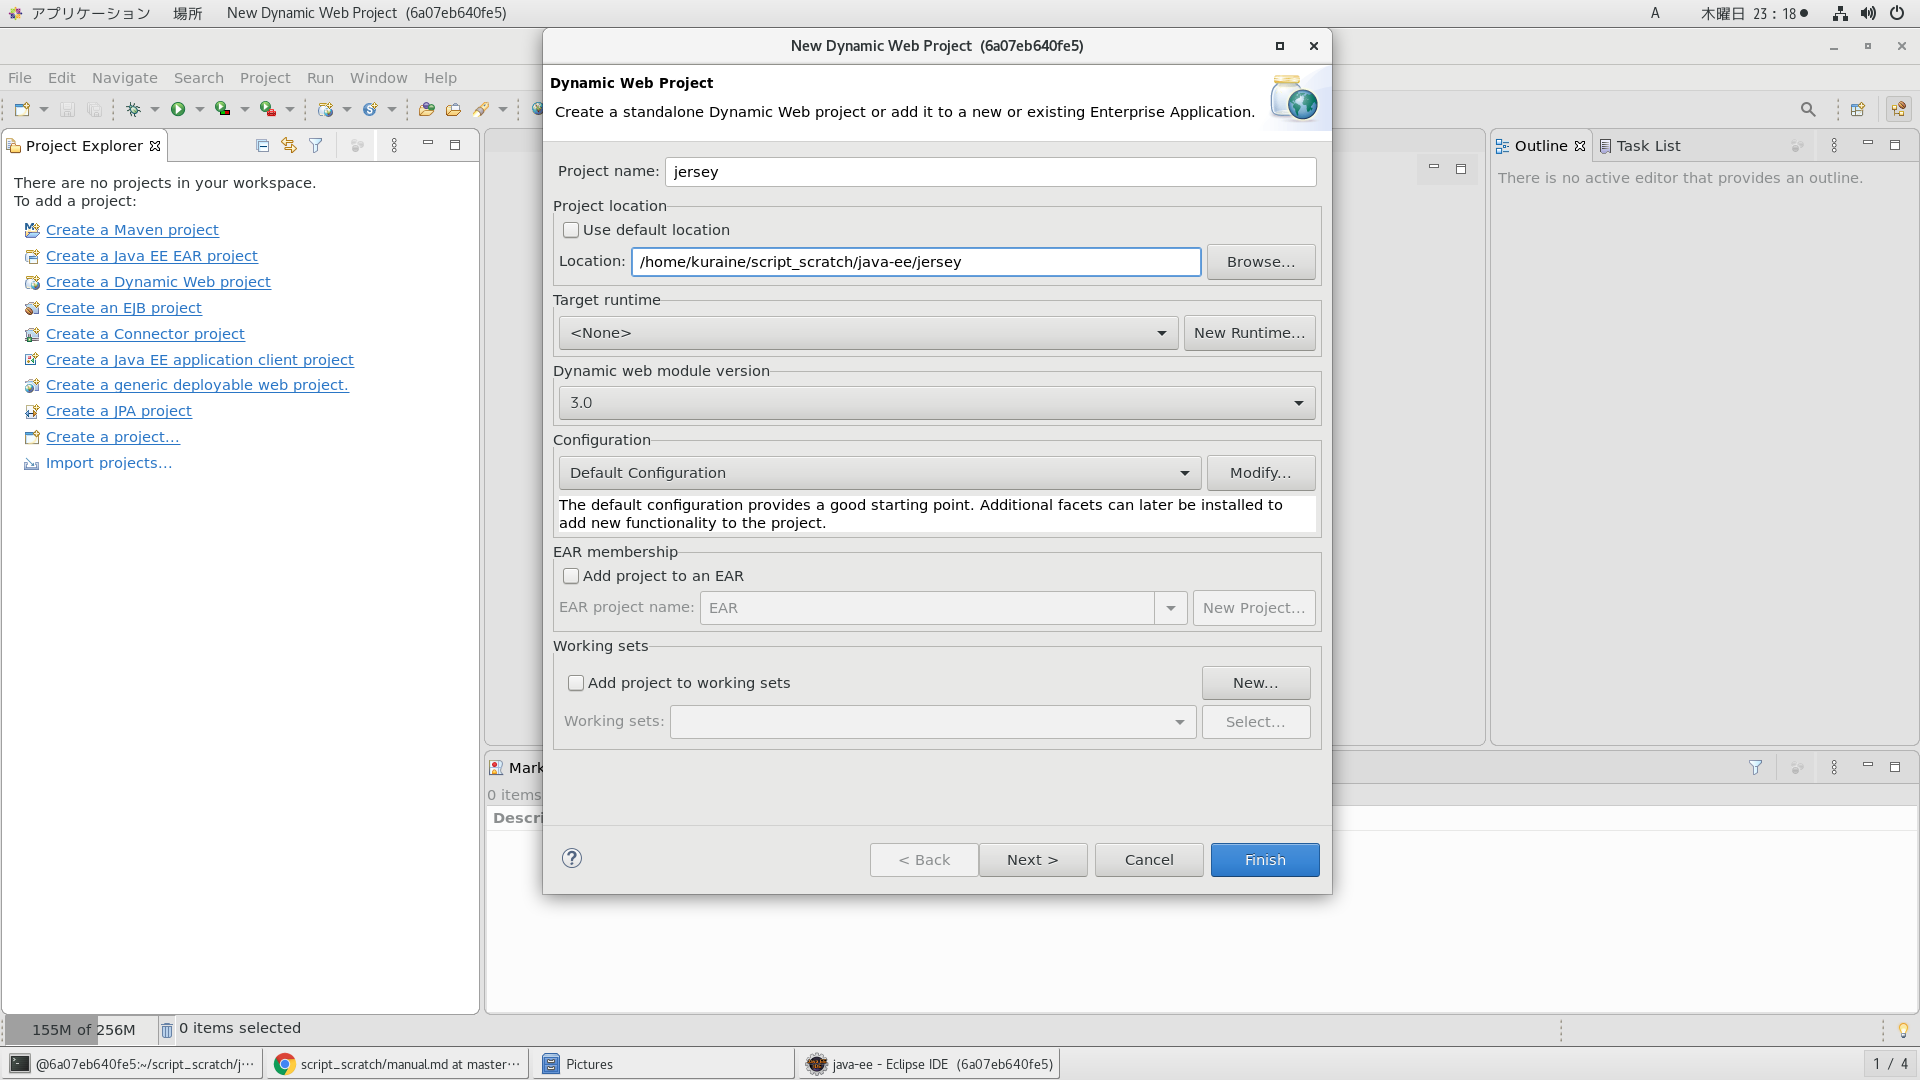 アプリケーション 場所 New Dynamic Web Project (6a07eb640fe5) A 木曜日 23：18●
New Dynamic Web Project (6a07eb640fe5)
File Edit Navigate Search Project Run Window Help
Project Explorer
There are no projects in your workspace.
To add a project:
Create a Maven project
Create a Java EE EAR project
Create a Dynamic Web project
Create an EJB project
Create a Connector project
Create a Java EE application client project
Create a generic deployable web project.
Create a JPA project
Create a project...
Import projects...
Dynamic Web Project
Create a standalone Dynamic Web project or add it to a new or existing Enterprise Application.
Project name: jersey
Project location
Use default location
Location: /home/kuraine/script_scratch/java-ee/jersey Browse...
Target runtime
<None> New Runtime...
Dynamic web module version
3.0
Configuration
Default Configuration Modify...
The default configuration provides a good starting point. Additional facets can later be installed to
add new functionality to the project.
EAR membership
Add project to an EAR
EAR project name: EAR New Project...
Working sets
Add project to working sets New...
Working sets: Select...
< Back Next > Cancel Finish
Outline Task List
There is no active editor that provides an outline.
Mark
0 items
Descri
155M of 256M 0 items selected
@6a07eb640fe5:~/script_scratch/j··· script_scratch/manual.md at master··· Pictures java-ee - Eclipse IDE (6a07eb640fe5) 1 / 4